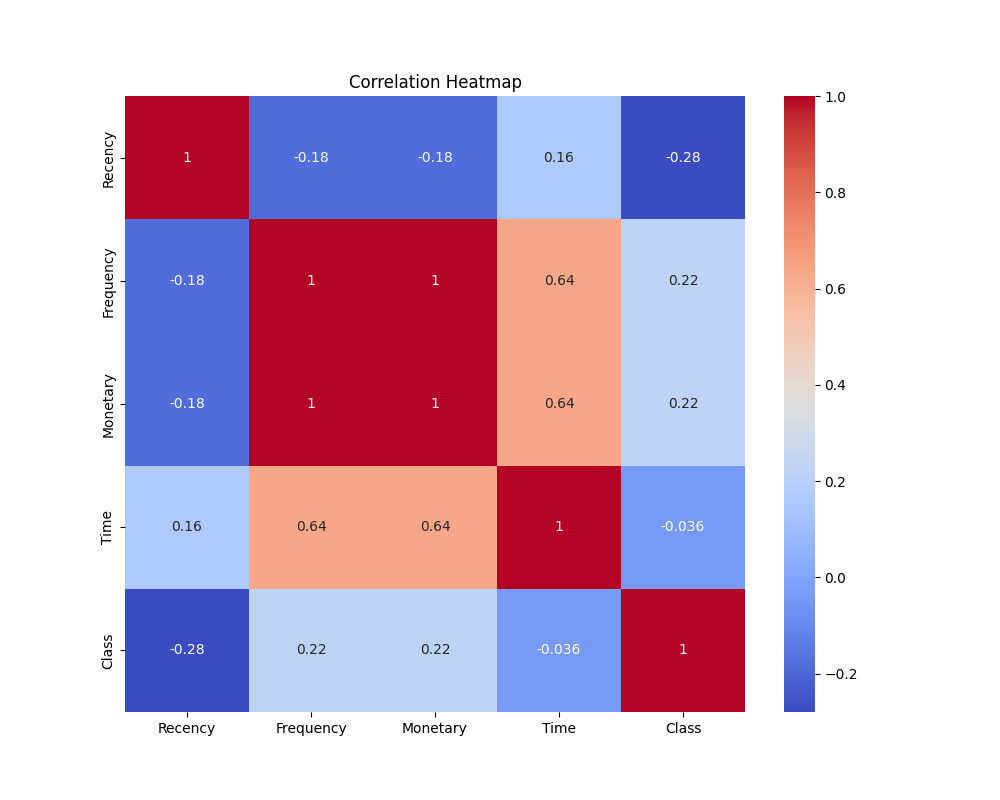 Correlation Heatmap
Recency 1 -0.18 -0.18 0.16 -0.28
Frequency -0.18 1 1 0.64 0.22
Monetary -0.18 1 1 0.64 0.22
Time 0.16 0.64 0.64 1 -0.036
Class -0.28 0.22 0.22 -0.036 1
Recency Frequency Monetary Time Class
1.0
0.8
0.6
0.4
0.2
0.0
−0.2